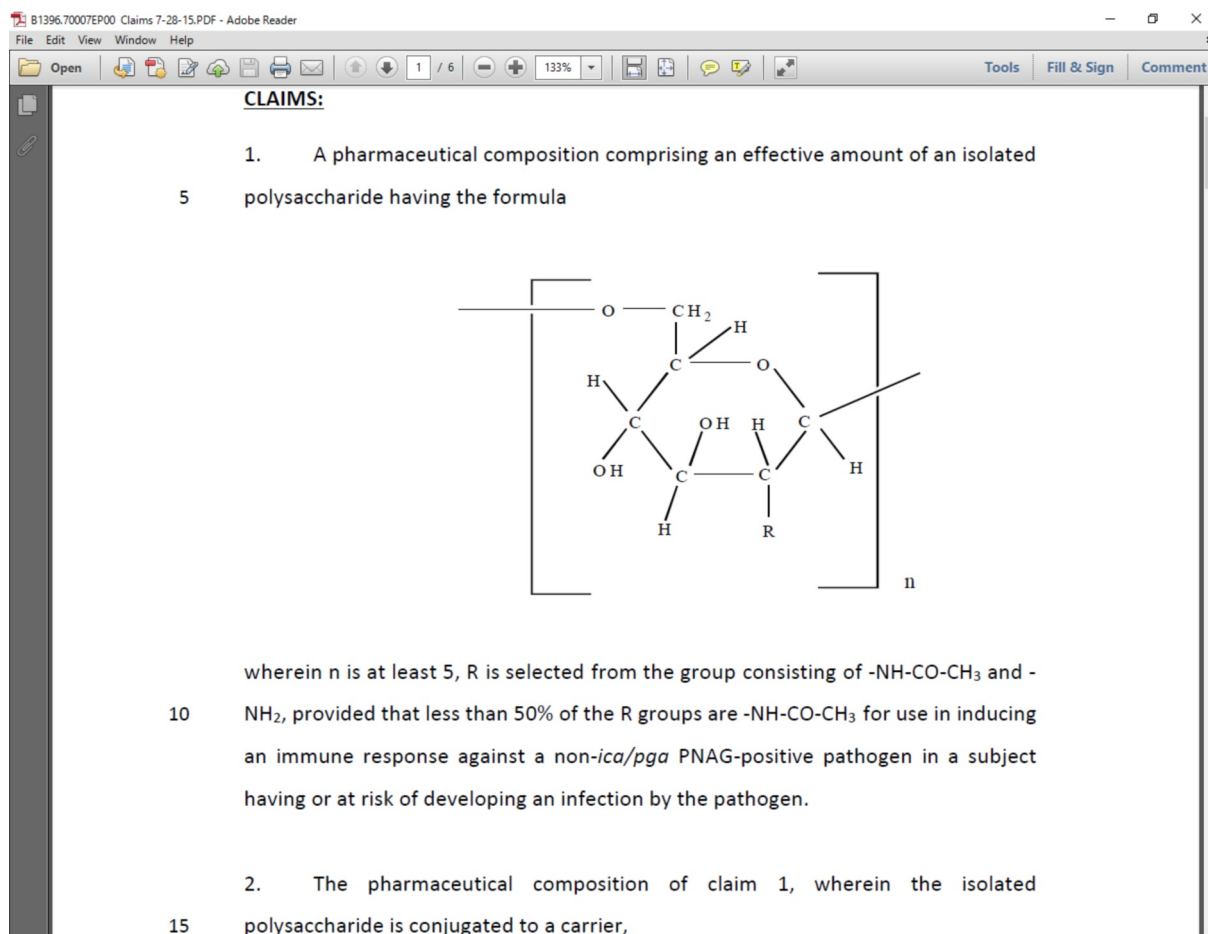 B1396.70007EP00 Claims 7-28-15.PDF - Adobe Reader
File Edit View Window Help
Open 1 / 6 133% Tools Fill & Sign Comment
CLAIMS:
1. A pharmaceutical composition comprising an effective amount of an isolated
5 polysaccharide having the formula
O CH₂
H
C O
H
C OH H C
OH C C H
H R
n
wherein n is at least 5, R is selected from the group consisting of -NH-CO-CH₃ and -
10 NH₂, provided that less than 50% of the R groups are -NH-CO-CH₃ for use in inducing
an immune response against a non-ica/pga PNAG-positive pathogen in a subject
having or at risk of developing an infection by the pathogen.
2. The pharmaceutical composition of claim 1, wherein the isolated
15 polysaccharide is conjugated to a carrier,